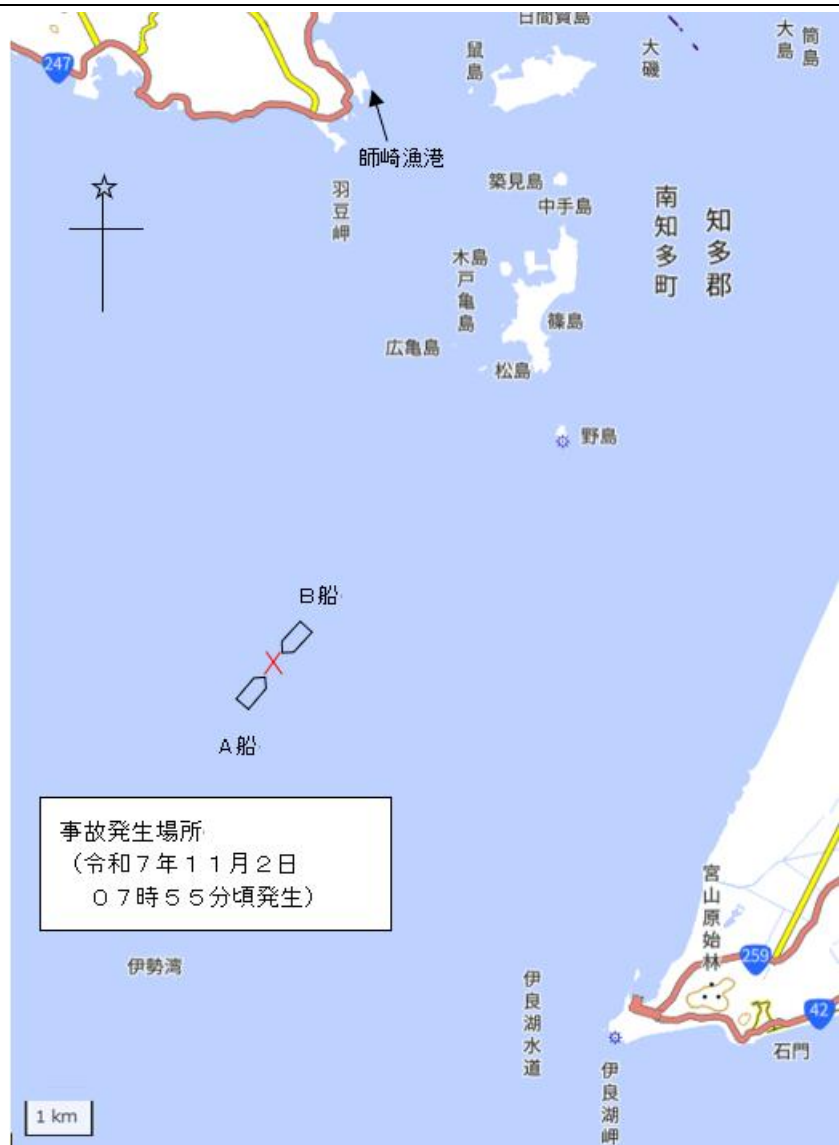 日間賀島
247
鼠島
大磯
大島
筒島
師崎漁港
築見島
羽豆岬
中手島
南知多町
知多郡
木島
戸亀島
篠島
広亀島
松島
野島
B船
A船
事故発生場所
(令和7年11月2日
07時55分頃発生)
宮山原始林
259
伊勢湾
伊良湖水道
42
石門
伊良湖岬
1 km